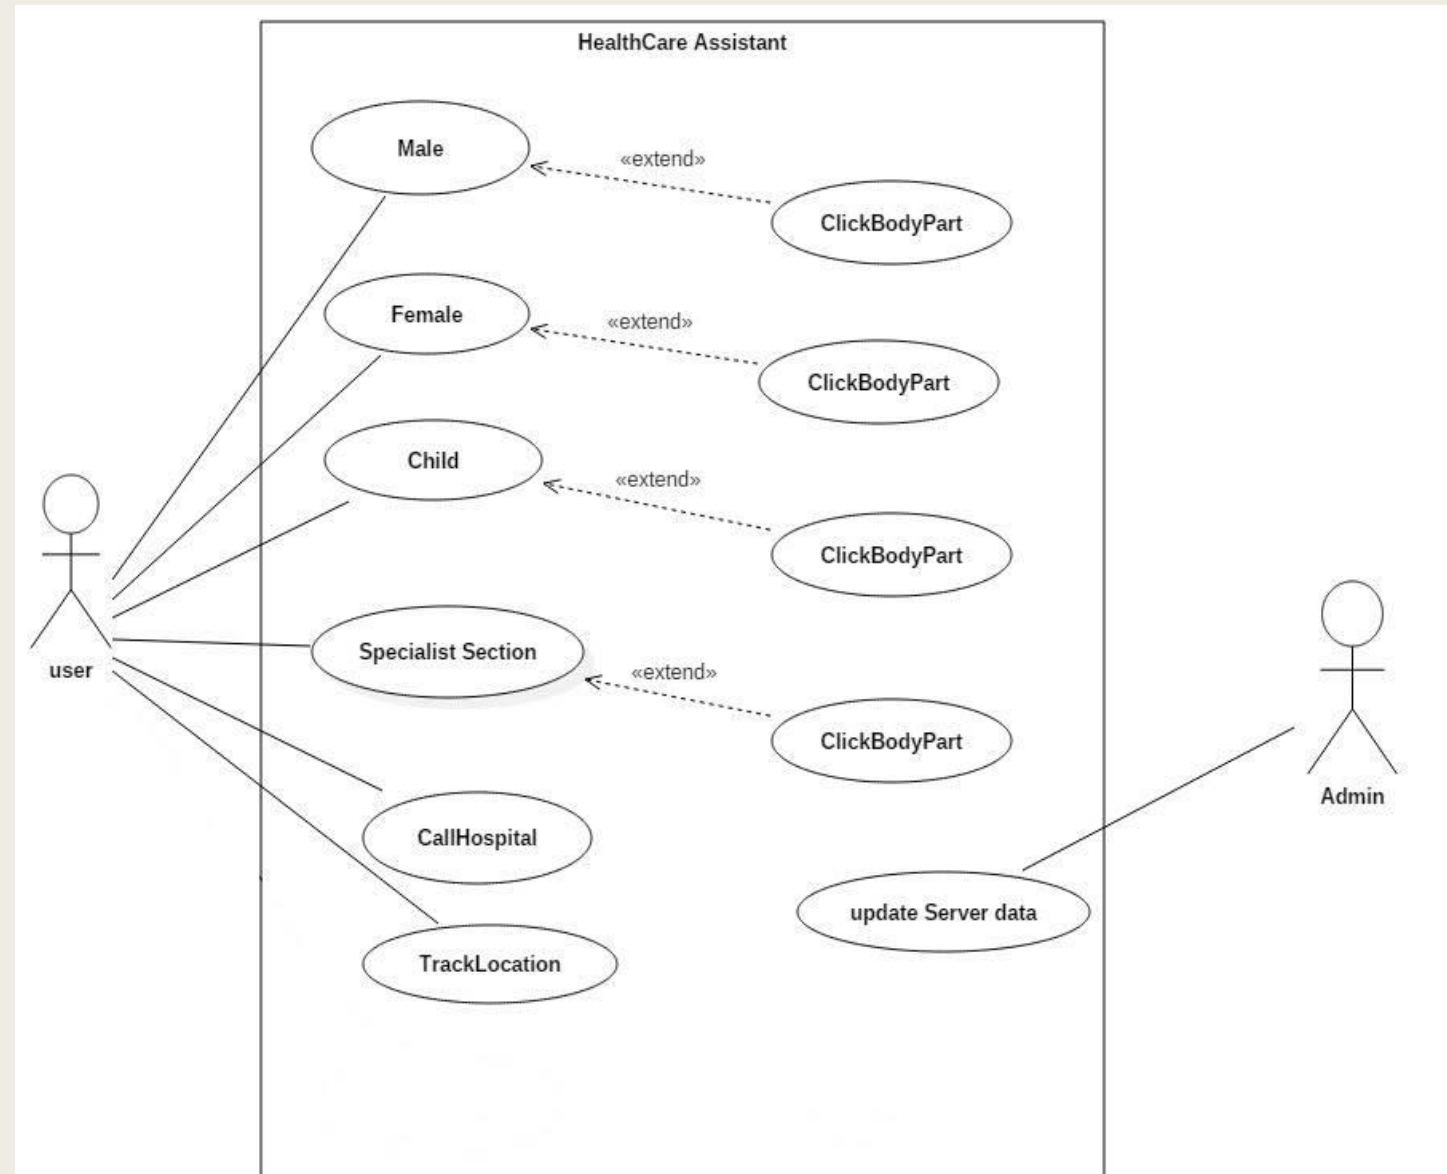 HealthCare Assistant
Male
«extend»
ClickBodyPart
Female
«extend»
ClickBodyPart
Child
«extend»
ClickBodyPart
user
Specialist Section
«extend»
ClickBodyPart
Admin
CallHospital
update Server data
TrackLocation